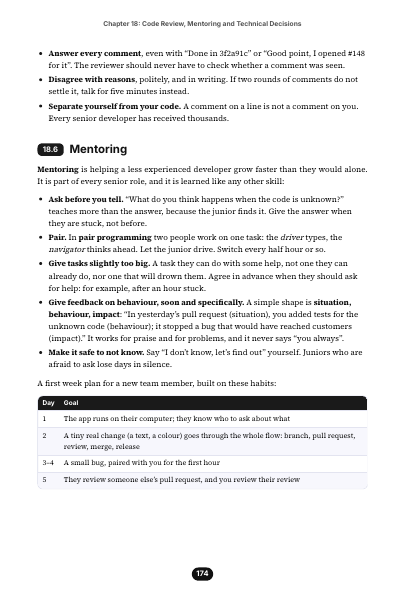 Chapter 18: Code Review, Mentoring and Technical Decisions
• Answer every comment, even with “Done in 3f2a91c” or “Good point, I opened #148
for it”. The reviewer should never have to check whether a comment was seen.
• Disagree with reasons, politely, and in writing. If two rounds of comments do not
settle it, talk for five minutes instead.
• Separate yourself from your code. A comment on a line is not a comment on you.
Every senior developer has received thousands.
18.6 Mentoring
Mentoring is helping a less experienced developer grow faster than they would alone.
It is part of every senior role, and it is learned like any other skill:
• Ask before you tell. “What do you think happens when the code is unknown?”
teaches more than the answer, because the junior finds it. Give the answer when
they are stuck, not before.
• Pair. In pair programming two people work on one task: the driver types, the
navigator thinks ahead. Let the junior drive. Switch every half hour or so.
• Give tasks slightly too big. A task they can do with some help, not one they can
already do, nor one that will drown them. Agree in advance when they should ask
for help: for example, after an hour stuck.
• Give feedback on behaviour, soon and specifically. A simple shape is situation,
behaviour, impact: “In yesterday’s pull request (situation), you added tests for the
unknown code (behaviour); it stopped a bug that would have reached customers
(impact).” It works for praise and for problems, and it never says “you always”.
• Make it safe to not know. Say “I don’t know, let’s find out” yourself. Juniors who are
afraid to ask lose days in silence.
A first week plan for a new team member, built on these habits:
Day Goal
1 The app runs on their computer; they know who to ask about what
2 A tiny real change (a text, a colour) goes through the whole flow: branch, pull request,
review, merge, release
3–4 A small bug, paired with you for the first hour
5 They review someone else’s pull request, and you review their review
174